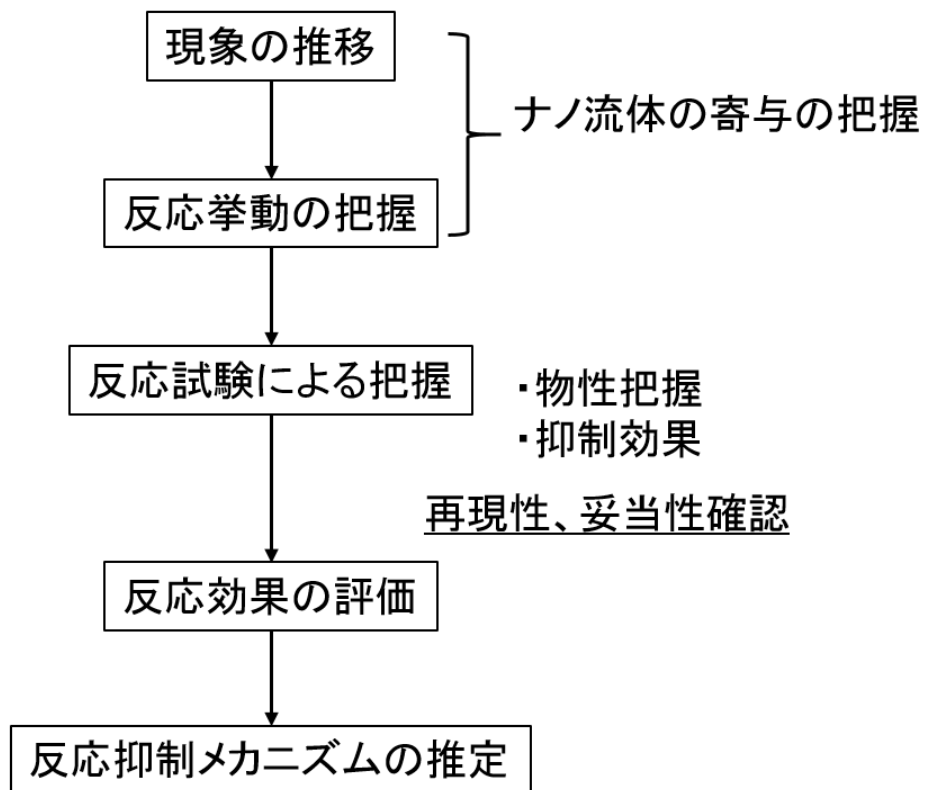 現象の推移
ナノ流体の寄与の把握
反応挙動の把握
反応試験による把握
・物性把握
・抑制効果
再現性、妥当性確認
反応効果の評価
反応抑制メカニズムの推定